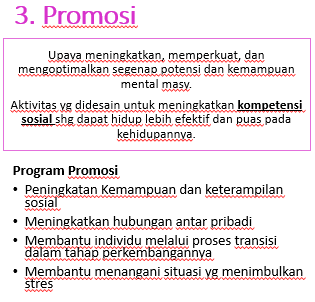 3. Promosi
Upaya meningkatkan, memperkuat, dan
mengoptimalkan segenap potensi dan kemampuan
mental masy.
Aktivitas yg didesain untuk meningkatkan kompetensi
sosial shg dapat hidup lebih efektif dan puas pada
kehidupannya.
Program Promosi
• Peningkatan Kemampuan dan keterampilan
sosial
• Meningkatkan hubungan antar pribadi
• Membantu individu melalui proses transisi
dalam tahap perkembangannya
• Membantu menangani situasi yg menimbulkan
stres